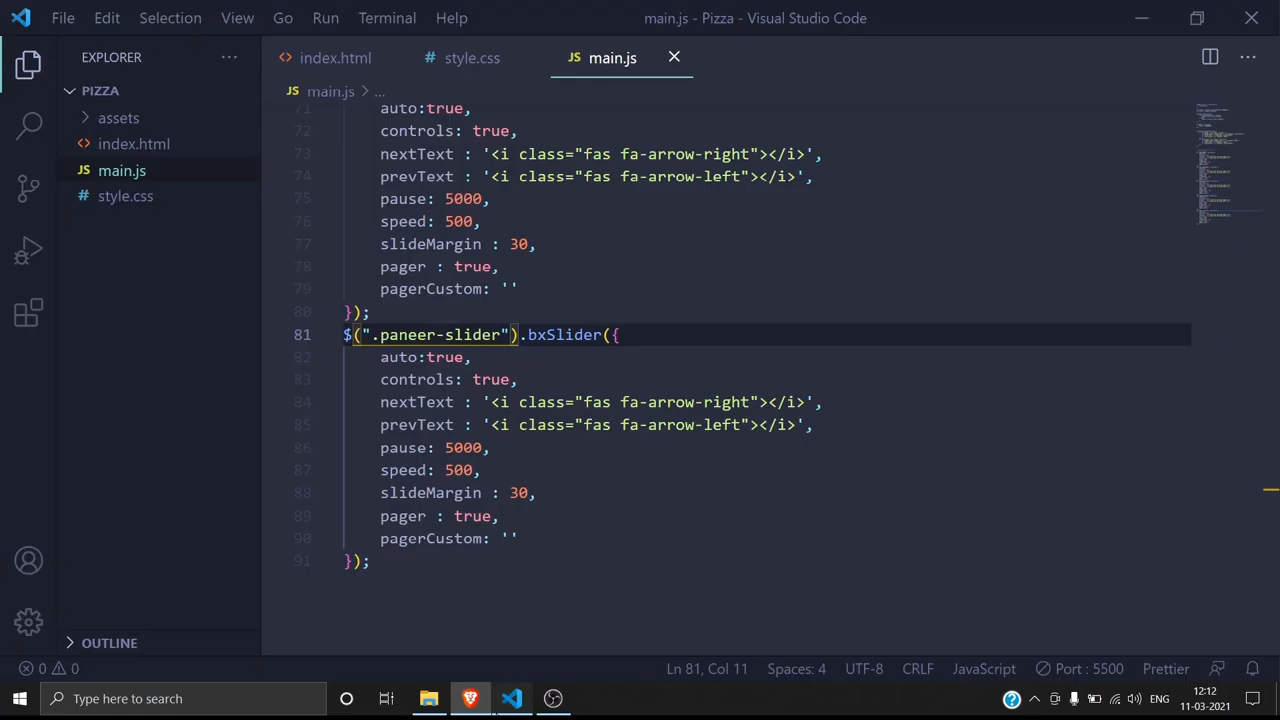 File Edit Selection View Go Run Terminal Help main.js - Pizza - Visual Studio Code
EXPLORER ...
index.html # style.css JS main.js
PIZZA
JS main.js > ...
assets
index.html
JS main.js
# style.css
71 auto:true,
72 controls: true,
73 nextText : '<i class="fas fa-arrow-right"></i>',
74 prevText : '<i class="fas fa-arrow-left"></i>',
75 pause: 5000,
76 speed: 500,
77 slideMargin : 30,
78 pager : true,
79 pagerCustom: ''
80 });
81 $(".paneer-slider").bxSlider({
82 auto:true,
83 controls: true,
84 nextText : '<i class="fas fa-arrow-right"></i>',
85 prevText : '<i class="fas fa-arrow-left"></i>',
86 pause: 5000,
87 speed: 500,
88 slideMargin : 30,
89 pager : true,
90 pagerCustom: ''
91 });
OUTLINE
0 0 Ln 81, Col 11 Spaces: 4 UTF-8 CRLF JavaScript Port : 5500 Prettier
Type here to search
ENG
12:12
11-03-2021